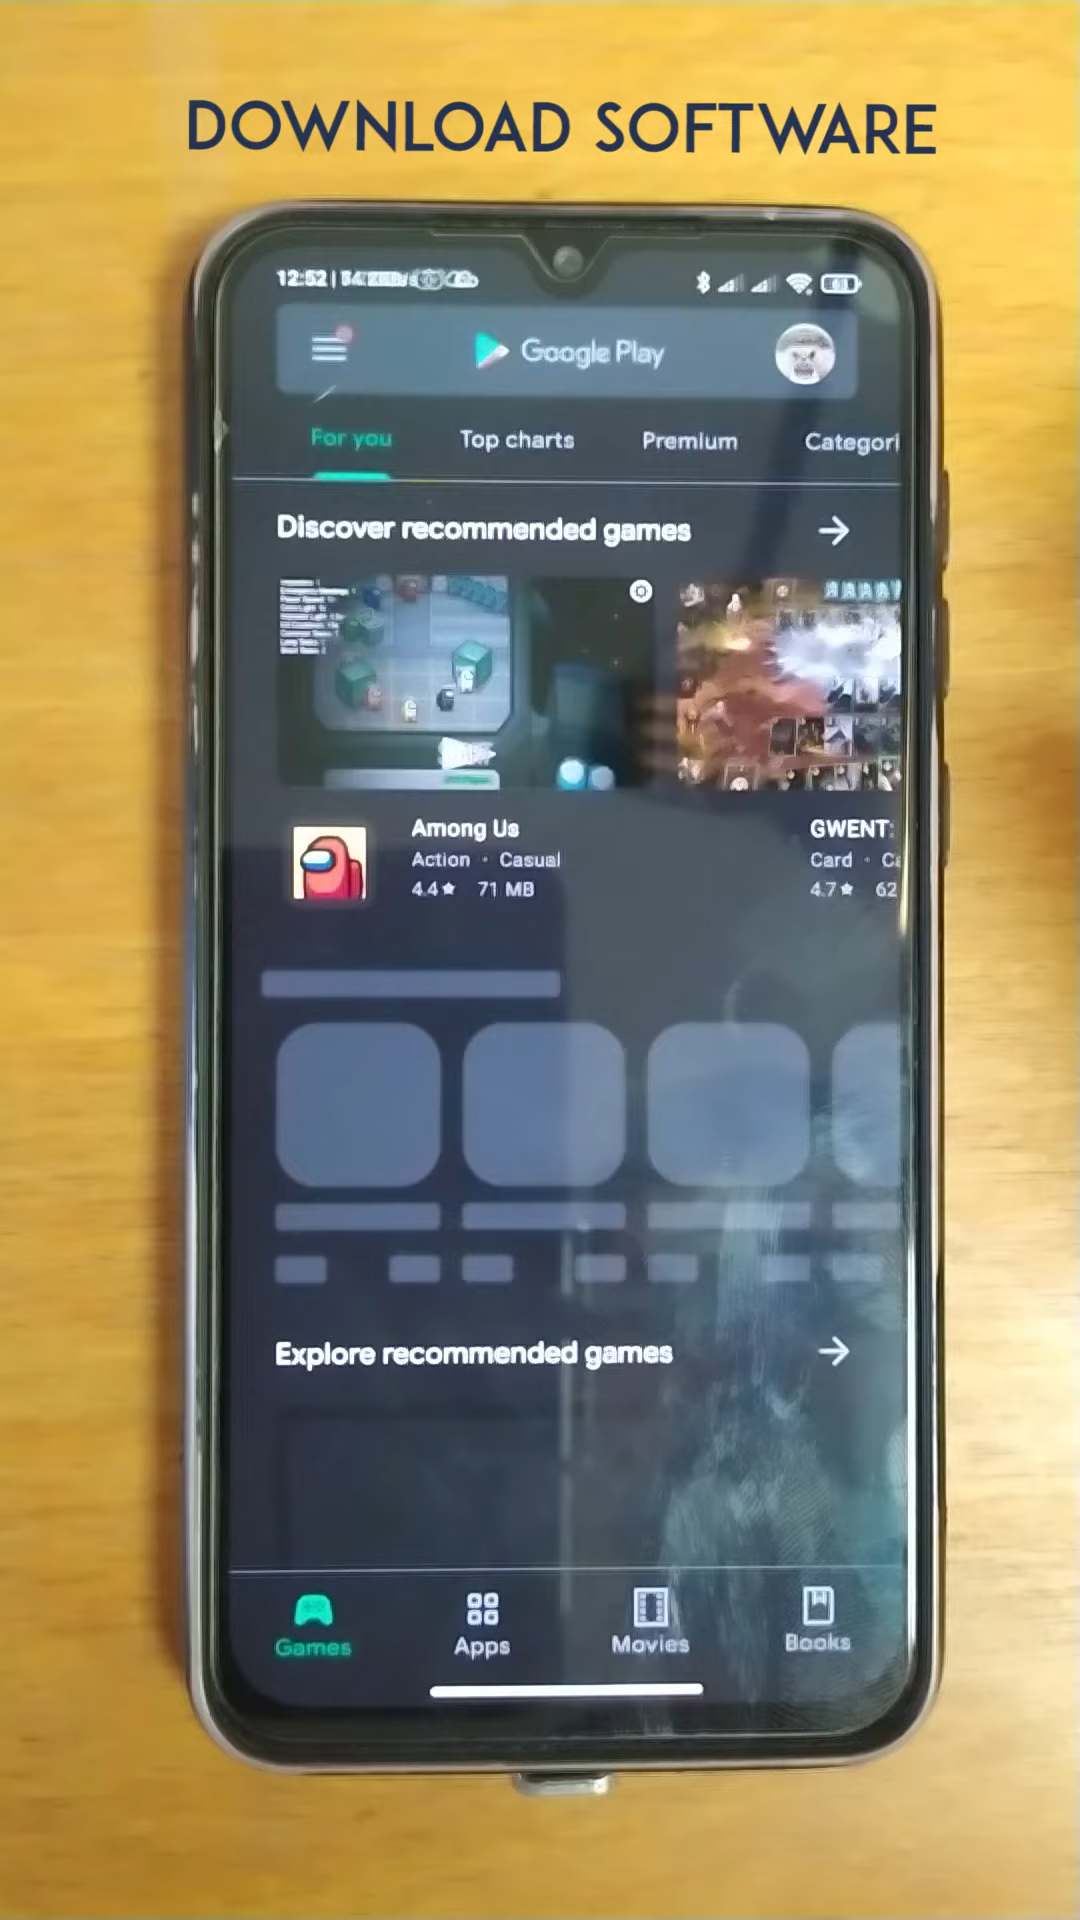 DOWNLOAD SOFTWARE
12:52
Google Play
For you Top charts Premium Categori
Discover recommended games
Among Us
Action • Casual
4.4★ 71 MB
GWENT:
Card • Ca
4.7★ 62
Explore recommended games
Games Apps Movies Books